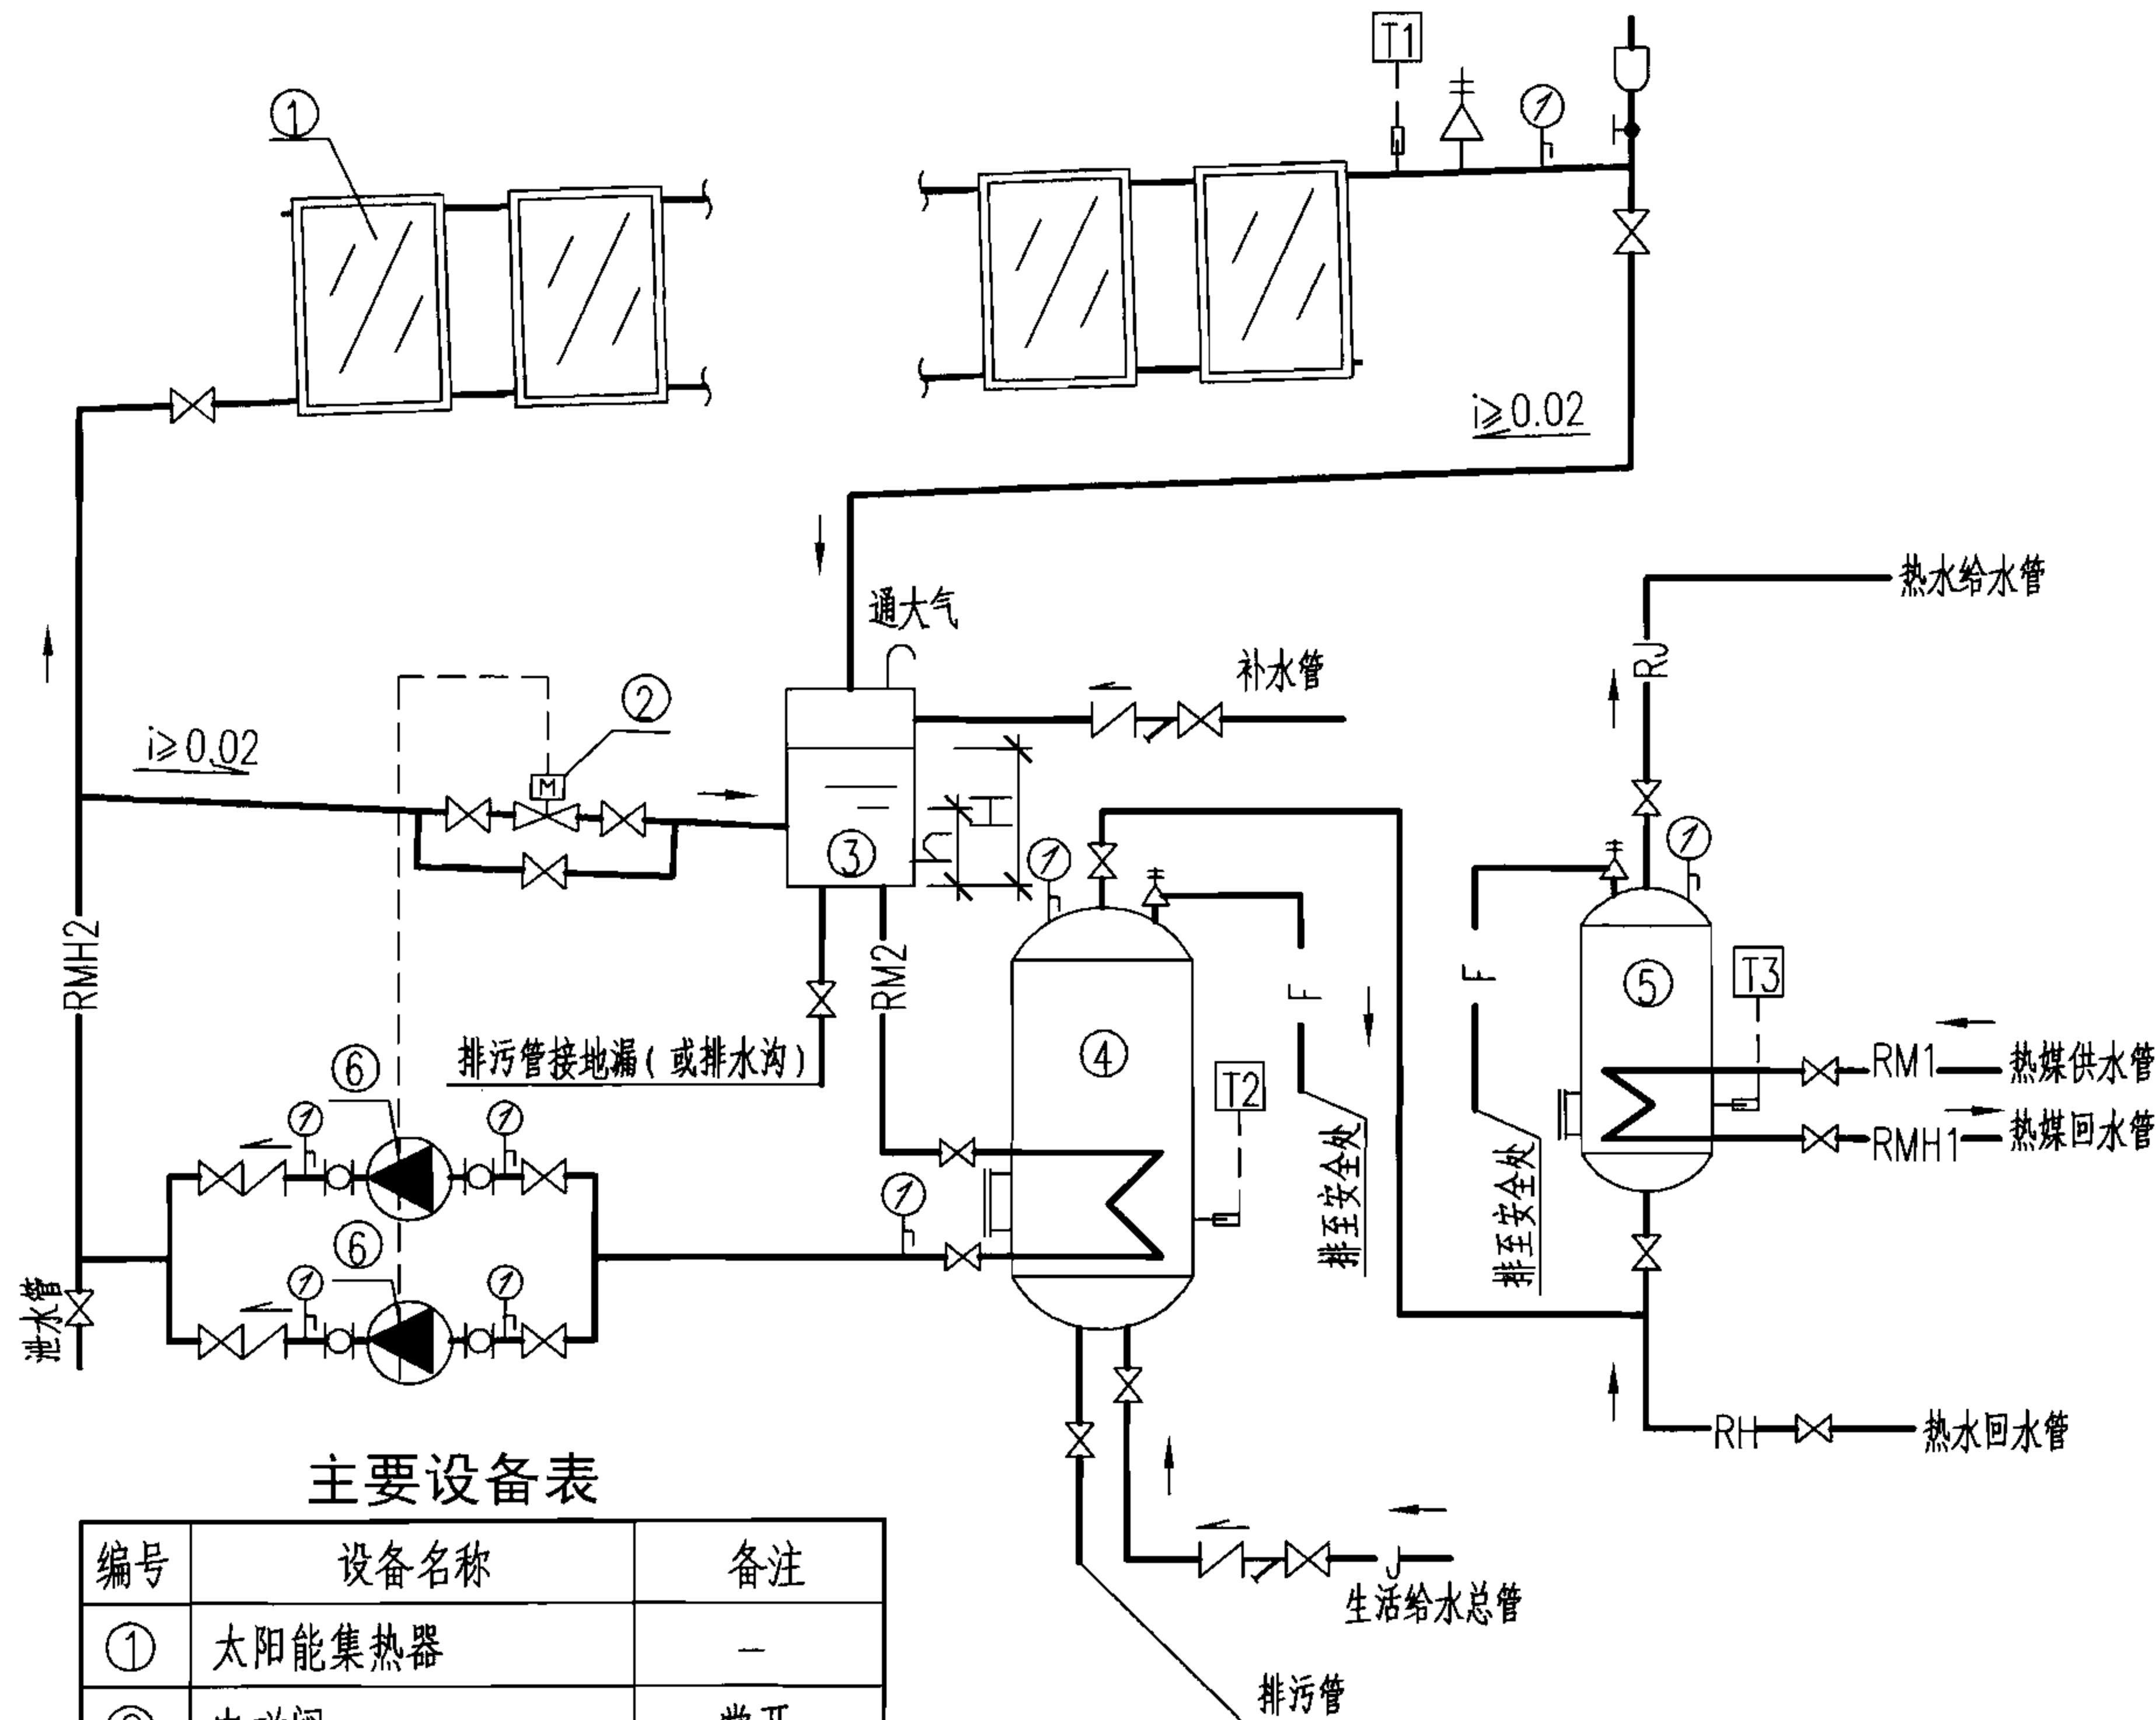 T1
①
i≥0.02
通大气
热水给水管
补水管
RJ
②
i≥0.02
M
③
h
H
RMH2
RM2
F
F
⑤
T3
④
T2
RM1
热媒供水管
RMH1
热媒回水管
排污管接地漏(或排水沟)
⑥
⑥
排至安全处
排至安全处
泄水管
RH
热水回水管
J
生活给水总管
排污管
主要设备表
编号 设备名称 备注
① 太阳能集热器 —